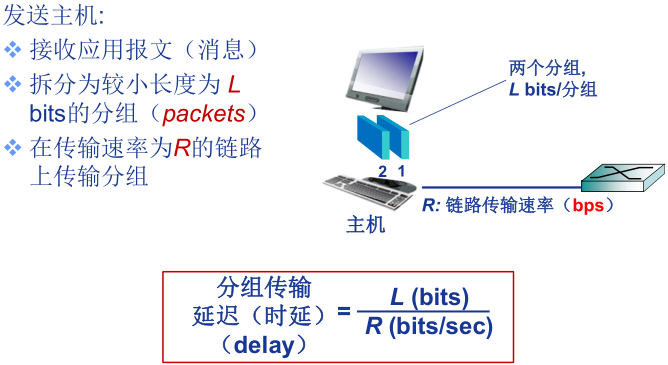 发送主机:
❖ 接收应用报文（消息）
❖ 拆分为较小长度为 L
bits的分组（packets）
❖ 在传输速率为R的链路
上传输分组
两个分组,
L bits/分组
2 1
R: 链路传输速率（bps）
主机
分组传输
延迟（时延）
（delay）
=
L (bits)
R (bits/sec)